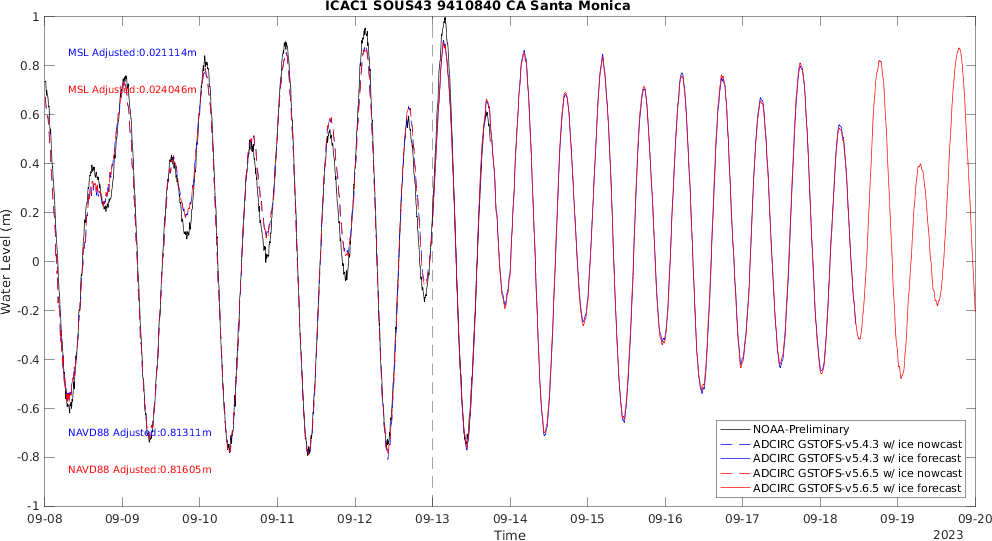 ICAC1 SOUS43 9410840 CA Santa Monica
Water Level (m)
1
0.8
0.6
0.4
0.2
0
-0.2
-0.4
-0.6
-0.8
-1
MSL Adjusted:0.021114m
MSL Adjusted:0.024046m
NAVD88 Adjusted:0.81311m
NAVD88 Adjusted:0.81605m
NOAA-Preliminary
ADCIRC GSTOFS-v5.4.3 w/ ice nowcast
ADCIRC GSTOFS-v5.4.3 w/ ice forecast
ADCIRC GSTOFS-v5.6.5 w/ ice nowcast
ADCIRC GSTOFS-v5.6.5 w/ ice forecast
09-08 09-09 09-10 09-11 09-12 09-13 09-14 09-15 09-16 09-17 09-18 09-19 09-20
Time
2023